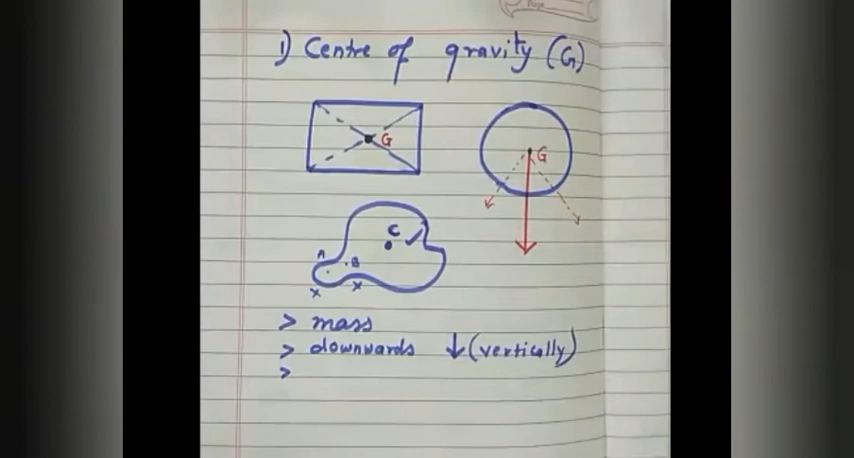 1) Centre of gravity (G)
G
G
C ✓
A
B
x
x
> mass
> downwards ↓ (vertically)
>